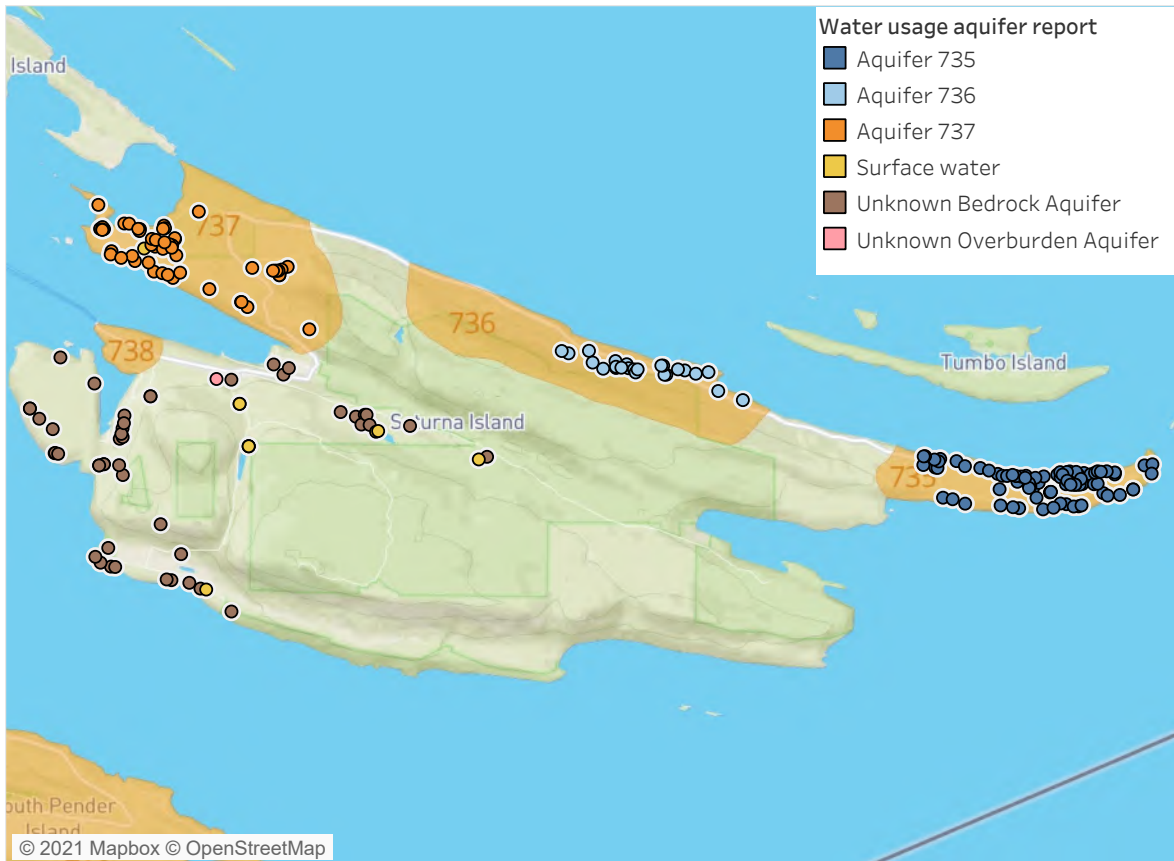 Water usage aquifer report
Aquifer 735
Aquifer 736
Aquifer 737
Surface water
Unknown Bedrock Aquifer
Unknown Overburden Aquifer
Island
737
736
738
Tumbo Island
Saturna Island
735
outh Pender
Island
© 2021 Mapbox © OpenStreetMap